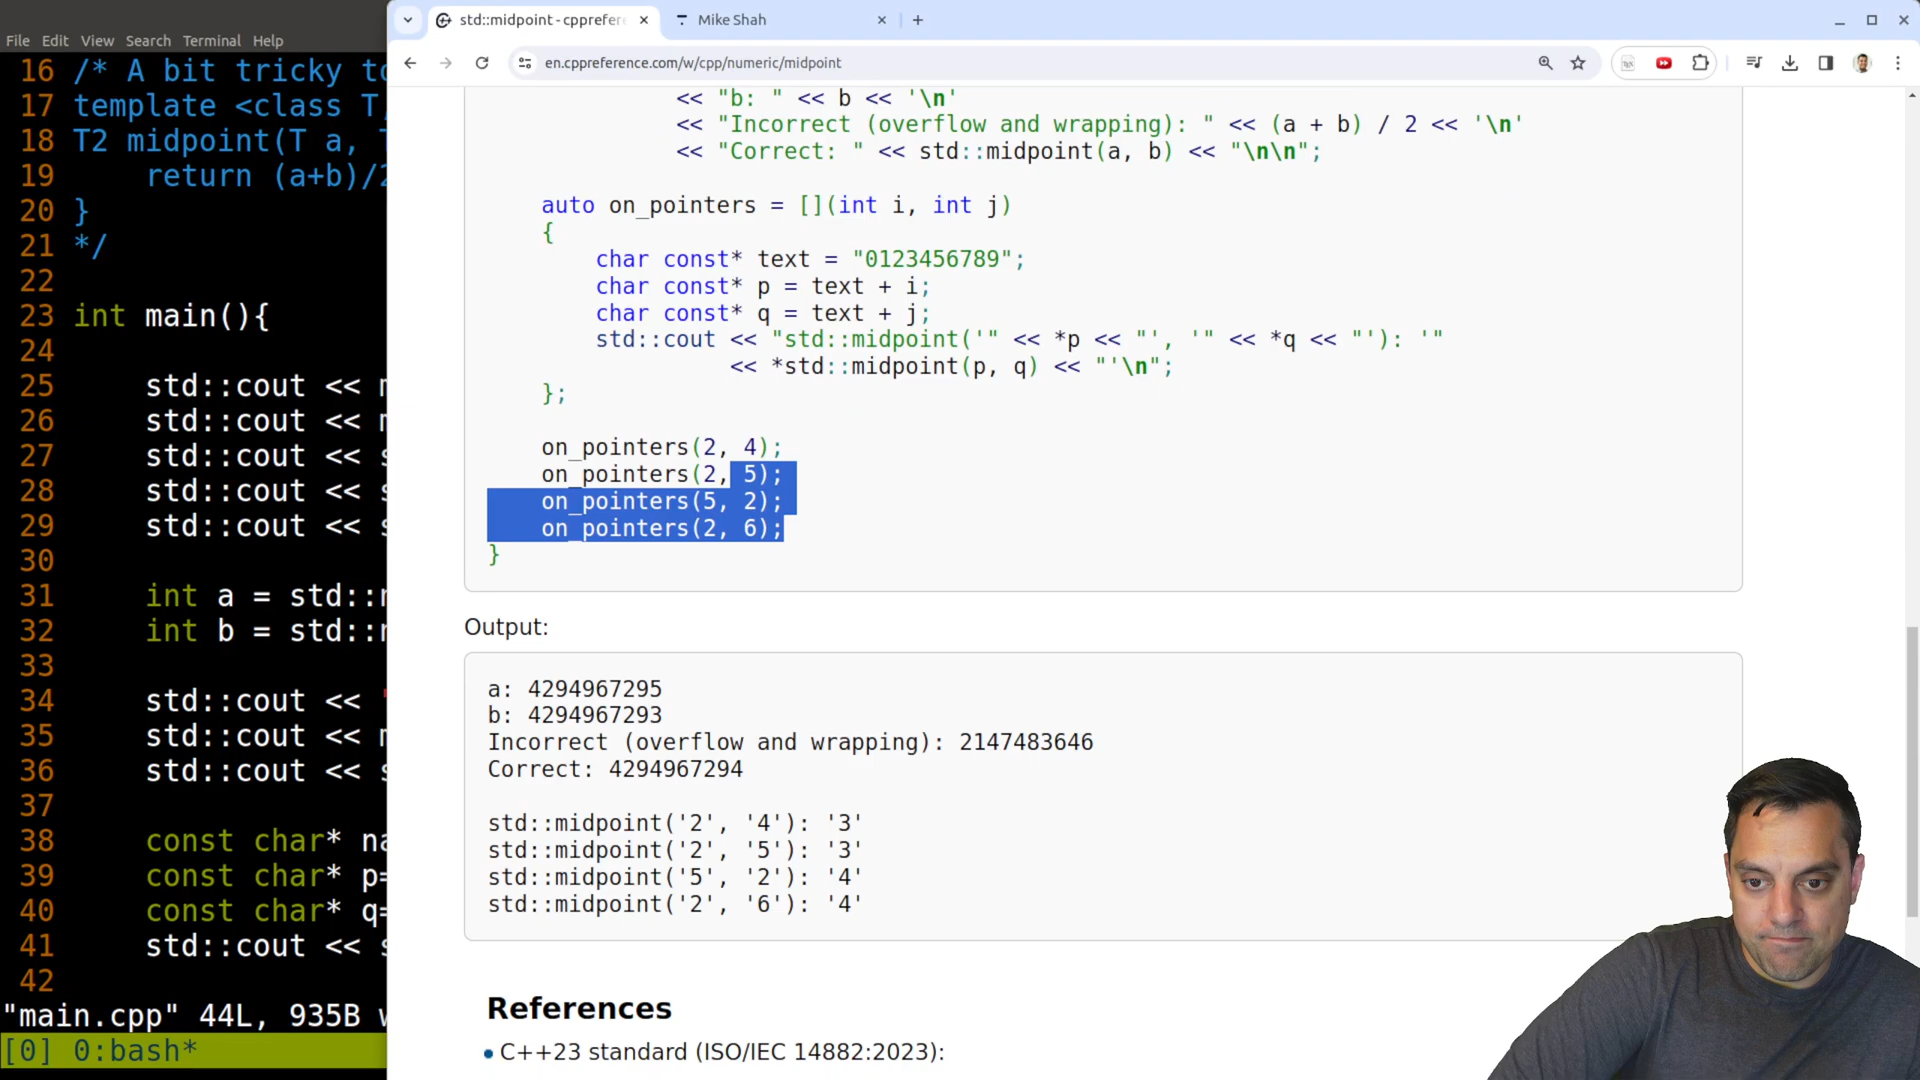 File Edit View Search Terminal Help
16 /* A bit tricky to
17 template <class T,
18 T2 midpoint(T a,
19 return (a+b)/2
20 }
21 */
22
23 int main(){
24
25 std::cout <<
26 std::cout <<
27 std::cout <<
28 std::cout <<
29 std::cout <<
30
31 int a = std::
32 int b = std::
33
34 std::cout << "
35 std::cout <<
36 std::cout <<
37
38 const char* na
39 const char* p=
40 const char* q=
41 std::cout <<
42
"main.cpp" 44L, 935B w
[0] 0:bash*
std::midpoint - cpprefer
Mike Shah
en.cppreference.com/w/cpp/numeric/midpoint
<< "b: " << b << '\n'
<< "Incorrect (overflow and wrapping): " << (a + b) / 2 << '\n'
<< "Correct: " << std::midpoint(a, b) << "\n\n";
auto on_pointers = [](int i, int j)
{
char const* text = "0123456789";
char const* p = text + i;
char const* q = text + j;
std::cout << "std::midpoint('" << *p << "', '" << *q << "'): '"
<< *std::midpoint(p, q) << "'\n";
};
on_pointers(2, 4);
on_pointers(2, 5);
on_pointers(5, 2);
on_pointers(2, 6);
}
Output:
a: 4294967295
b: 4294967293
Incorrect (overflow and wrapping): 2147483646
Correct: 4294967294
std::midpoint('2', '4'): '3'
std::midpoint('2', '5'): '3'
std::midpoint('5', '2'): '4'
std::midpoint('2', '6'): '4'
References
C++23 standard (ISO/IEC 14882:2023):